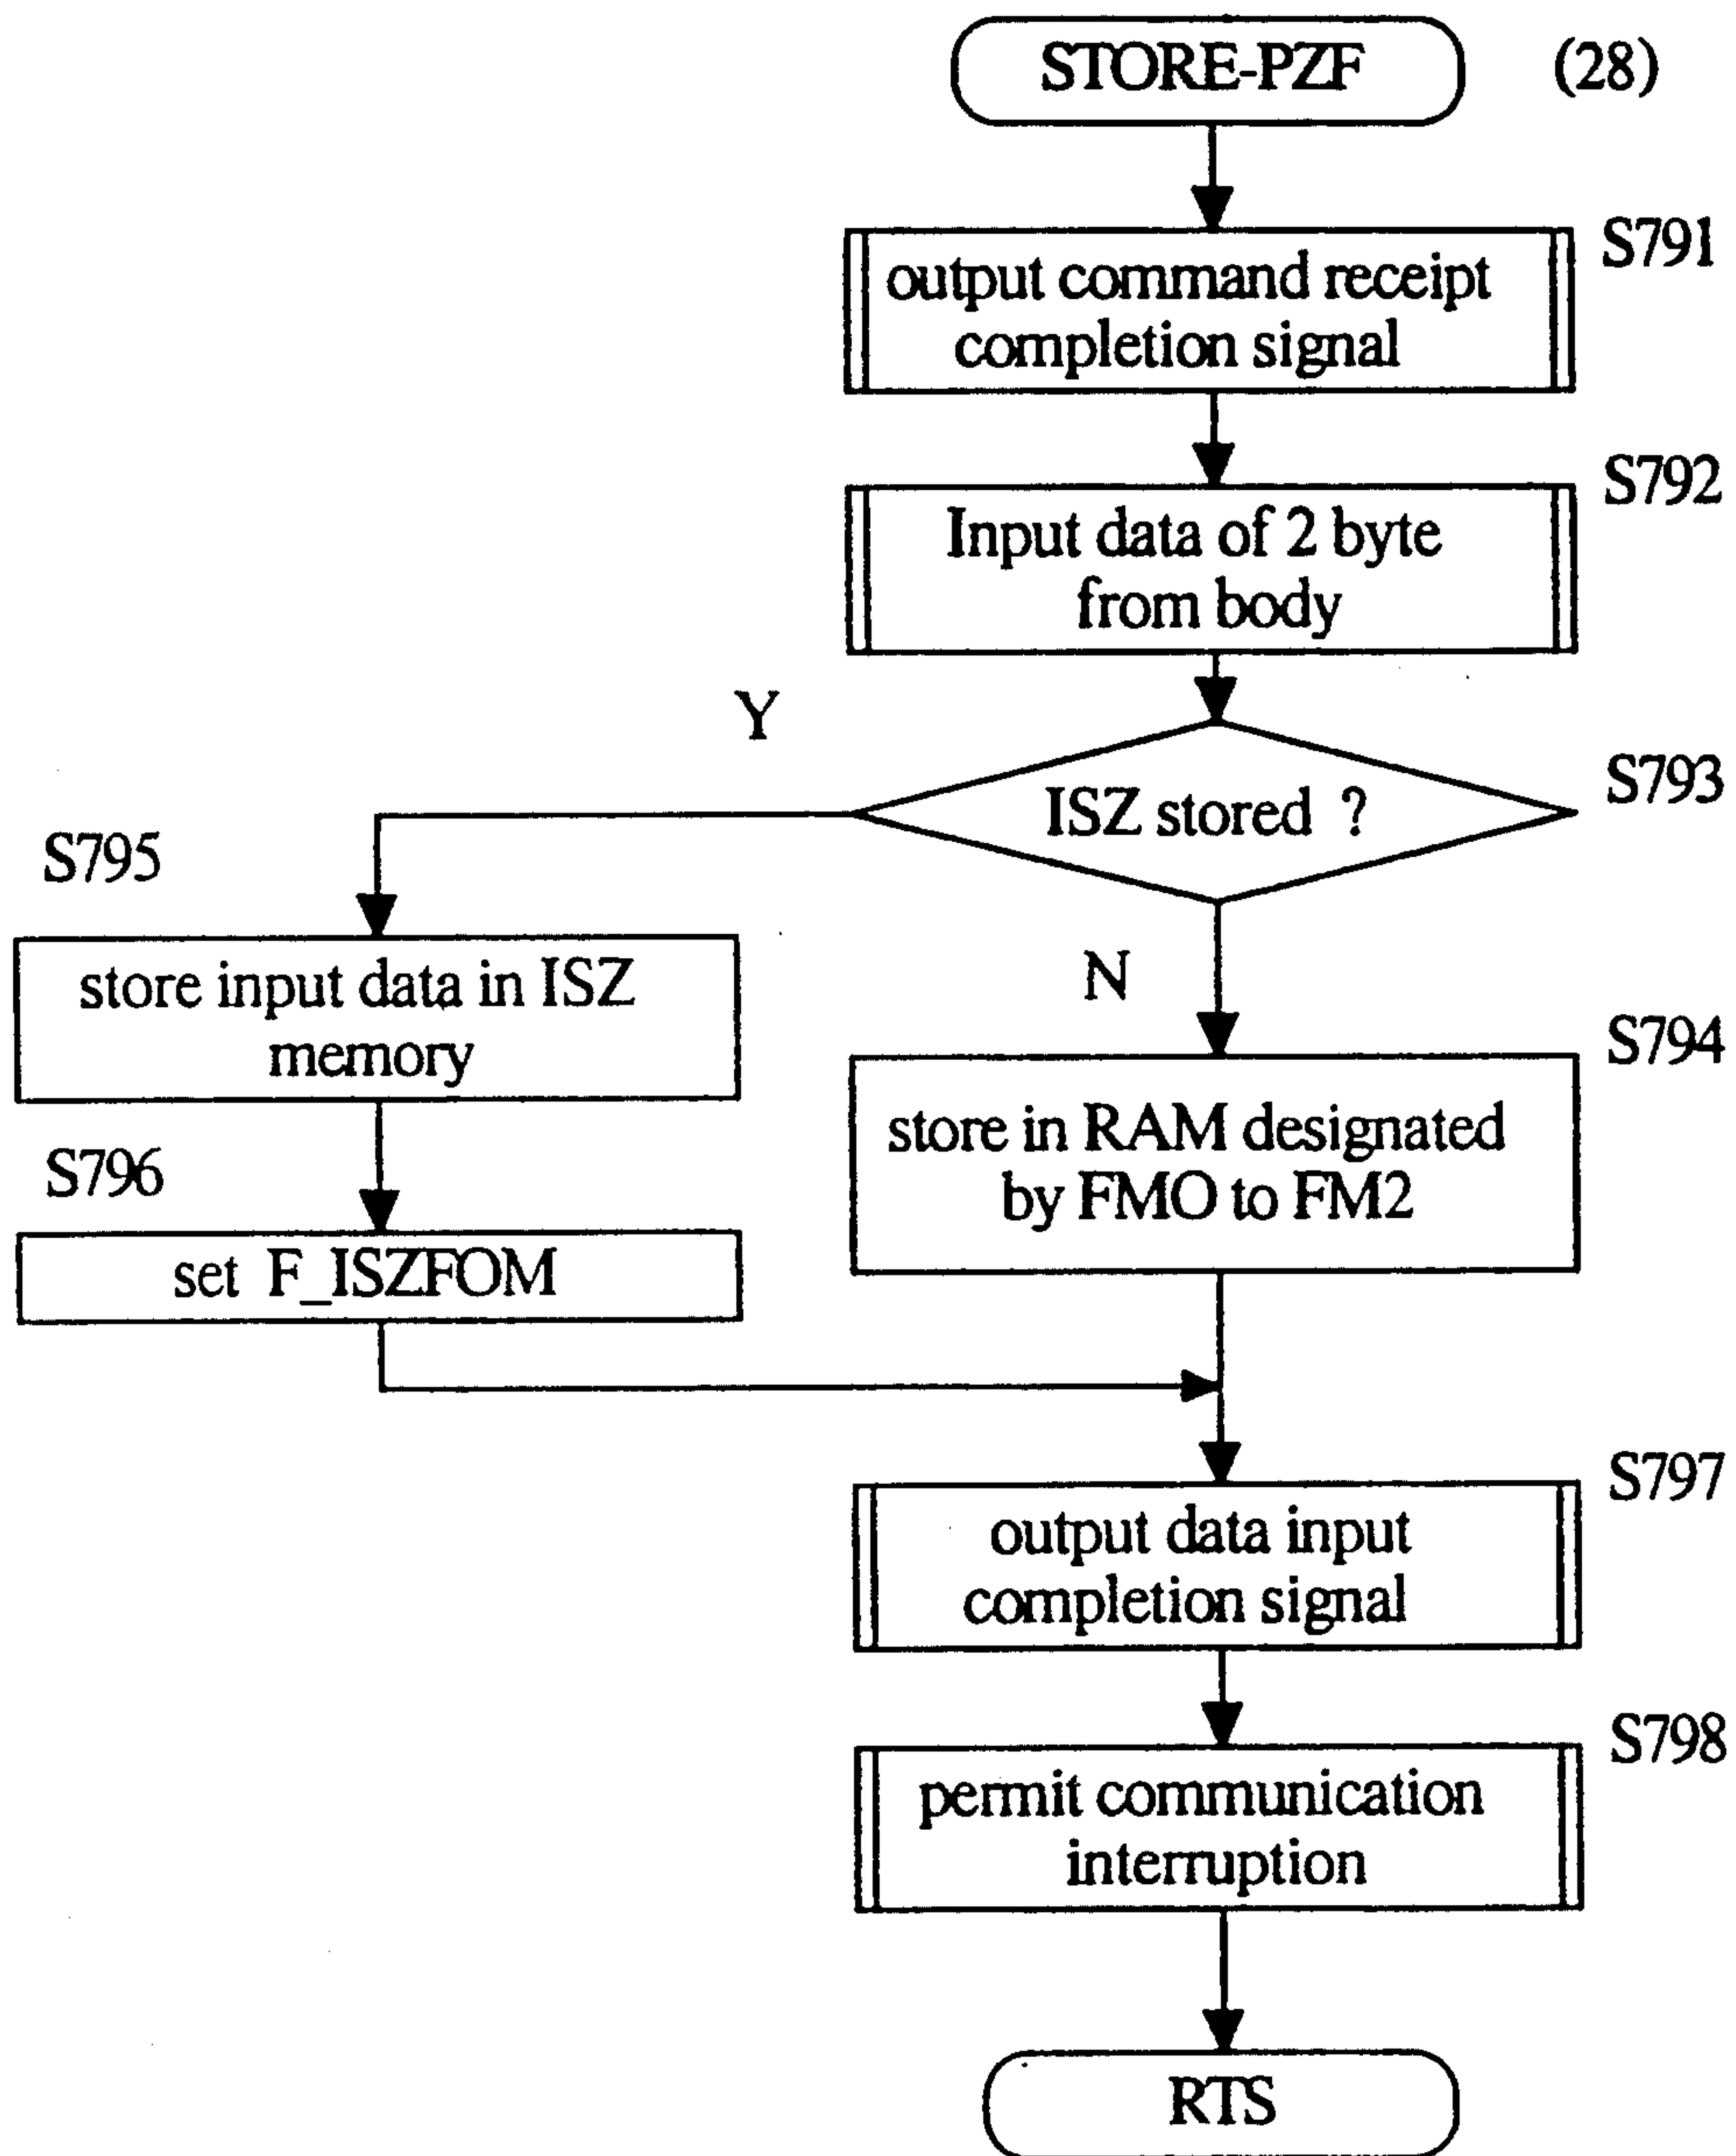 STORE-PZF (28)
S791
output command receipt
completion signal
S792
Input data of 2 byte
from body
Y
S793
ISZ stored ?
S795
store input data in ISZ
memory
N
S794
store in RAM designated
by FMO to FM2
S796
set F_ISZFOM
S797
output data input
completion signal
S798
permit communication
interruption
RTS